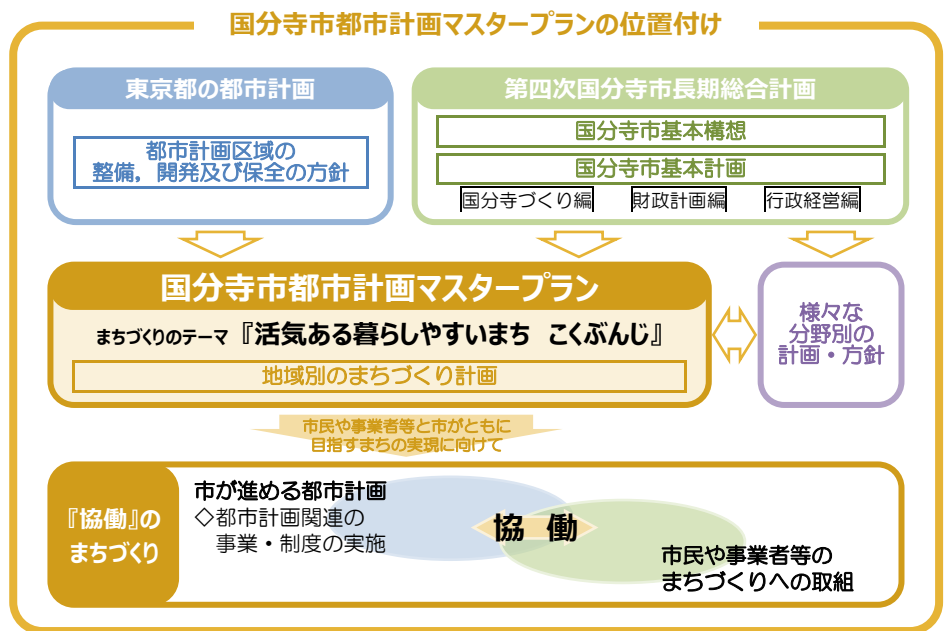 国分寺市都市計画マスタープランの位置付け
東京都の都市計画
都市計画区域の
整備，開発及び保全の方針
第四次国分寺市長期総合計画
国分寺市基本構想
国分寺市基本計画
国分寺づくり編
財政計画編
行政経営編
国分寺市都市計画マスタープラン
まちづくりのテーマ『活気ある暮らしやすいまち　こくぶんじ』
地域別のまちづくり計画
様々な
分野別の
計画・方針
市民や事業者等と市がともに
目指すまちの実現に向けて
『協働』の
まちづくり
市が進める都市計画
◇都市計画関連の
事業・制度の実施
協　働
市民や事業者等の
まちづくりへの取組